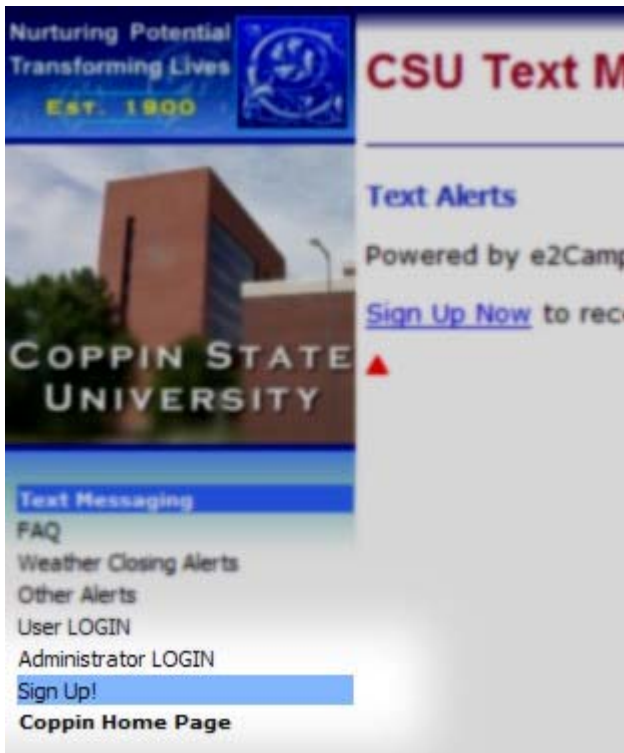 Nurturing Potential
Transforming Lives
EST. 1900
COPPIN STATE
UNIVERSITY
Text Messaging
FAQ
Weather Closing Alerts
Other Alerts
User LOGIN
Administrator LOGIN
Sign Up!
Coppin Home Page
CSU Text M
Text Alerts
Powered by e2Camp
Sign Up Now to rec